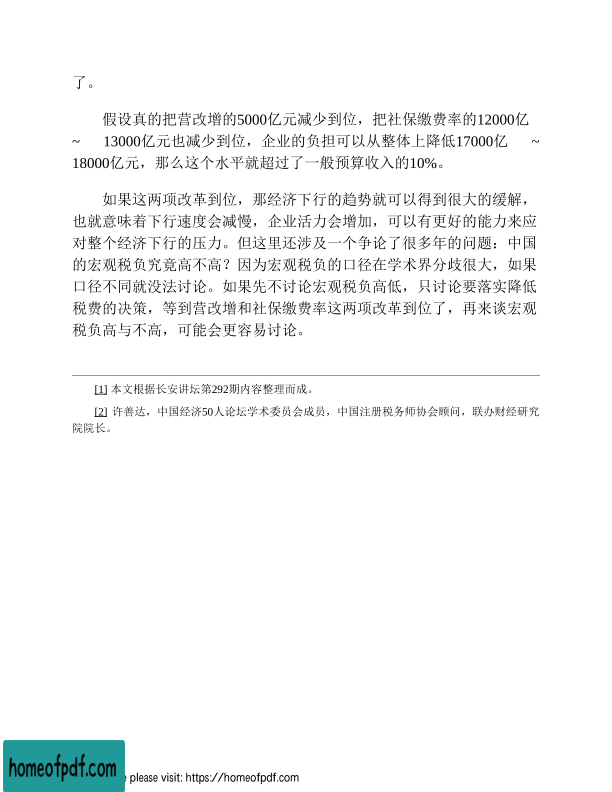 了。
假设真的把营改增的5000亿元减少到位，把社保缴费率的12000亿
~ 13000亿元也减少到位，企业的负担可以从整体上降低17000亿 ~
18000亿元，那么这个水平就超过了一般预算收入的10%。
如果这两项改革到位，那经济下行的趋势就可以得到很大的缓解，
也就意味着下行速度会减慢，企业活力会增加，可以有更好的能力来应
对整个经济下行的压力。但这里还涉及一个争论了很多年的问题：中国
的宏观税负究竟高不高？因为宏观税负的口径在学术界分歧很大，如果
口径不同就没法讨论。如果先不讨论宏观税负高低，只讨论要落实降低
税费的决策，等到营改增和社保缴费率这两项改革到位了，再来谈宏观
税负高与不高，可能会更容易讨论。
[1] 本文根据长安讲坛第292期内容整理而成。
[2] 许善达，中国经济50人论坛学术委员会成员，中国注册税务师协会顾问，联办财经研究
院院长。
homeofpdf.com
e please visit: https://homeofpdf.com